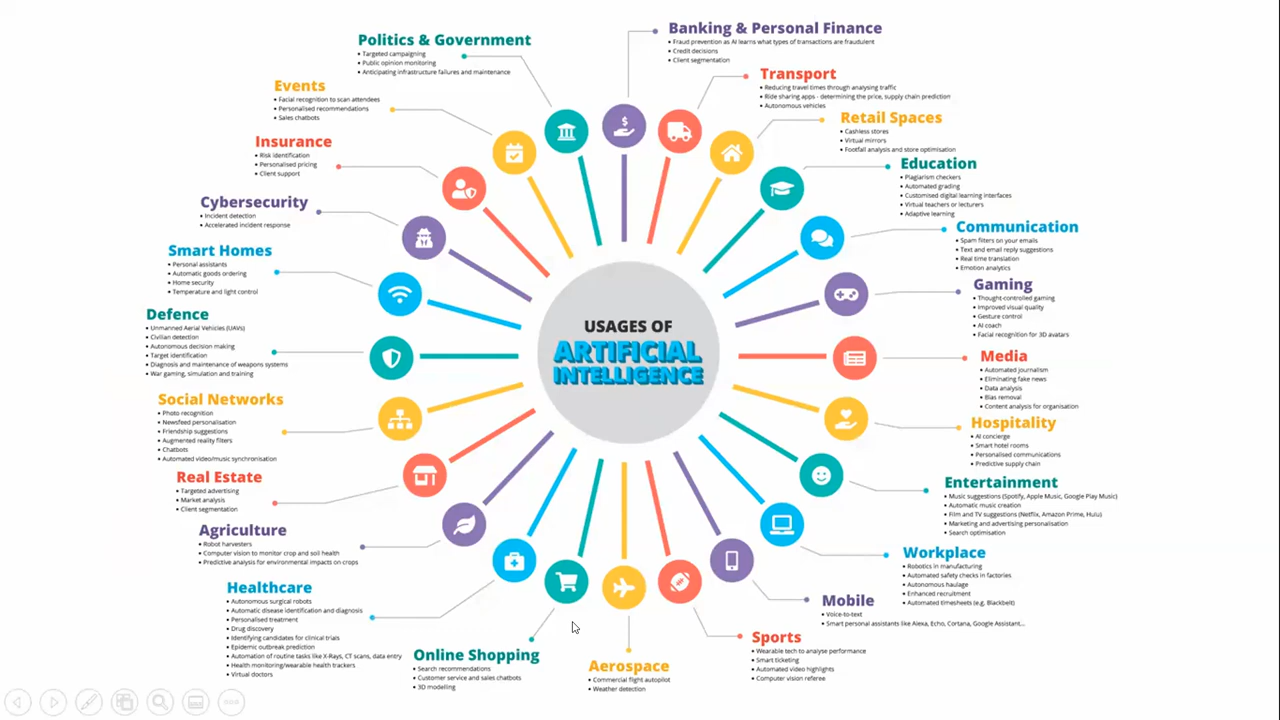 USAGES OF
ARTIFICIAL
INTELLIGENCE
Banking & Personal Finance
• Fraud prevention as AI learns what types of transactions are fraudulent
• Credit decisions
• Client segmentation
Transport
• Reducing travel times through analysing traffic
• Ride sharing apps - determining the price, supply chain prediction
• Autonomous vehicles
Retail Spaces
• Cashless stores
• Virtual mirrors
• Footfall analysis and store optimisation
Education
• Plagiarism checkers
• Automated grading
• Customised digital learning interfaces
• Virtual teachers or lecturers
• Adaptive learning
Communication
• Spam filters on your emails
• Text and email reply suggestions
• Real time translation
• Emotion analytics
Gaming
• Thought-controlled gaming
• Improved visual quality
• Gesture control
• AI coach
• Facial recognition for 3D avatars
Media
• Automated journalism
• Eliminating fake news
• Data analysis
• Bias removal
• Content analysis for organisation
Hospitality
• AI concierge
• Smart hotel rooms
• Personalised communications
• Predictive supply chain
Entertainment
• Music suggestions (Spotify, Apple Music, Google Play Music)
• Automatic music creation
• Film and TV suggestions (Netflix, Amazon Prime, Hulu)
• Marketing and advertising personalisation
• Search optimisation
Workplace
• Robotics in manufacturing
• Automated safety checks in factories
• Autonomous haulage
• Enhanced recruitment
• Automated timesheets (e.g, Blackbelt)
Mobile
• Voice-to-text
• Smart personal assistants like Alexa, Echo, Cortana, Google Assistant...
Sports
• Wearable tech to analyse performance
• Smart ticketing
• Automated video highlights
• Computer vision referee
Aerospace
• Commercial flight autopilot
• Weather detection
Online Shopping
• Search recommendations
• Customer service and sales chatbots
• 3D modelling
Healthcare
• Autonomous surgical robots
• Automatic disease identification and diagnosis
• Personalised treatment
• Drug discovery
• Identifying candidates for clinical trials
• Epidemic outbreak prediction
• Automation of routine tasks like X-Rays, CT scans, data entry
• Health monitoring/wearable health trackers
• Virtual doctors
Agriculture
• Robot harvesters
• Computer vision to monitor crop and soil health
• Predictive analysis for environmental impacts on crops
Real Estate
• Targeted advertising
• Market analysis
• Client segmentation
Social Networks
• Photo recognition
• Newsfeed personalisation
• Friendship suggestions
• Augmented reality filters
• Chatbots
• Automated video/music synchronisation
Defence
• Unmanned Aerial Vehicles (UAVs)
• Civilian detection
• Autonomous decision making
• Target identification
• Diagnosis and maintenance of weapons systems
• War gaming, simulation and training
Smart Homes
• Personal assistants
• Automatic goods ordering
• Home security
• Temperature and light control
Cybersecurity
• Incident detection
• Accelerated incident response
Insurance
• Risk identification
• Personalised pricing
• Client support
Events
• Facial recognition to scan attendees
• Personalised recommendations
• Sales chatbots
Politics & Government
• Targeted campaigning
• Public opinion monitoring
• Anticipating infrastructure failures and maintenance